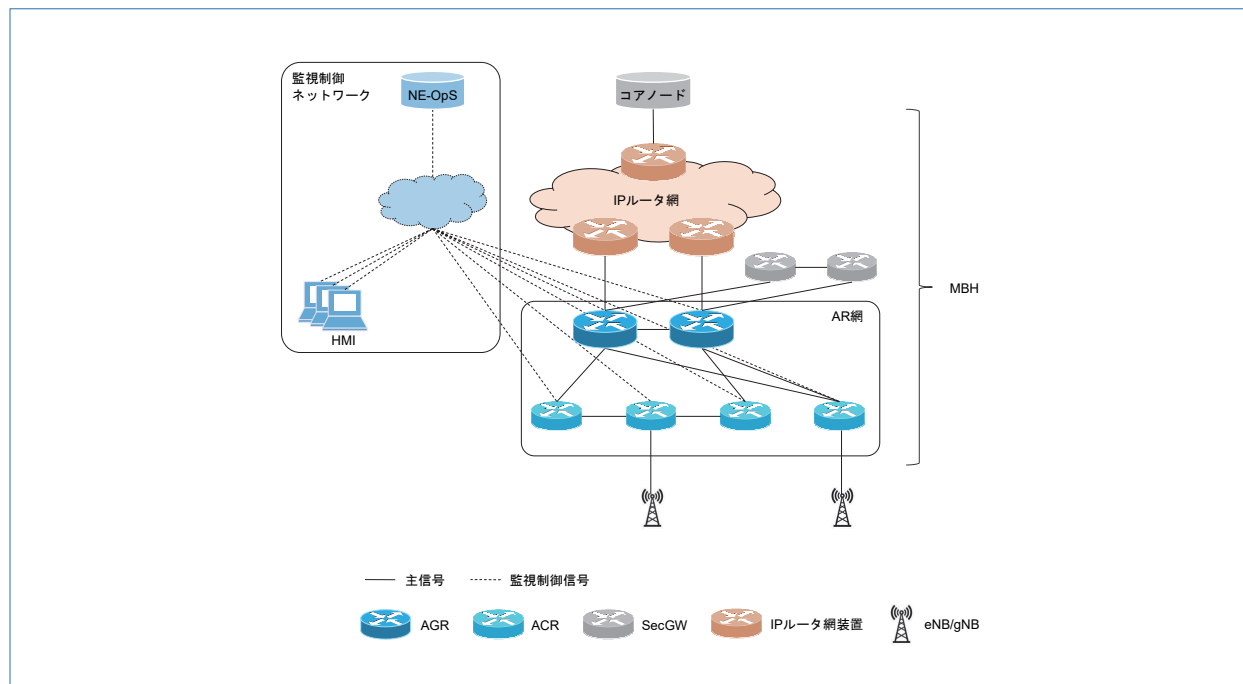 監視制御
ネットワーク
NE-OpS
コアノード
IPルータ網
HMI
AR網
MBH
主信号
監視制御信号
AGR
ACR
SecGW
IPルータ網装置
eNB/gNB